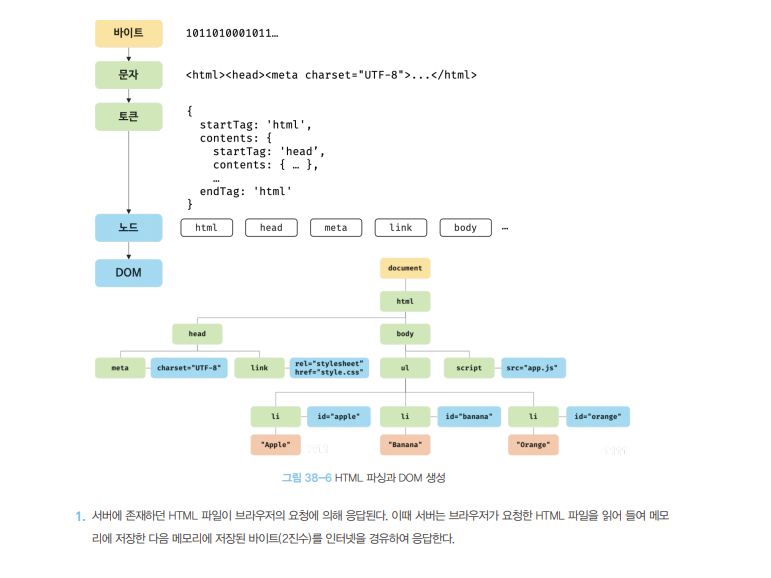 바이트
1011010001011…
문자
<html><head><meta charset="UTF-8">...</html>
토큰
{
startTag: 'html',
contents: {
startTag: 'head’,
contents: { … },
…
endTag: 'html'
}
노드
html head meta link body …
DOM
document
html
head body
meta charset="UTF-8" link rel="stylesheet" href="style.css" ul script src="app.js"
li id="apple" li id="banana" li id="orange"
"Apple" "Banana" "Orange"
그림 38-6 HTML 파싱과 DOM 생성
1. 서버에 존재하던 HTML 파일이 브라우저의 요청에 의해 응답된다. 이때 서버는 브라우저가 요청한 HTML 파일을 읽어 들여 메모
리에 저장한 다음 메모리에 저장된 바이트(2진수)를 인터넷을 경유하여 응답한다.